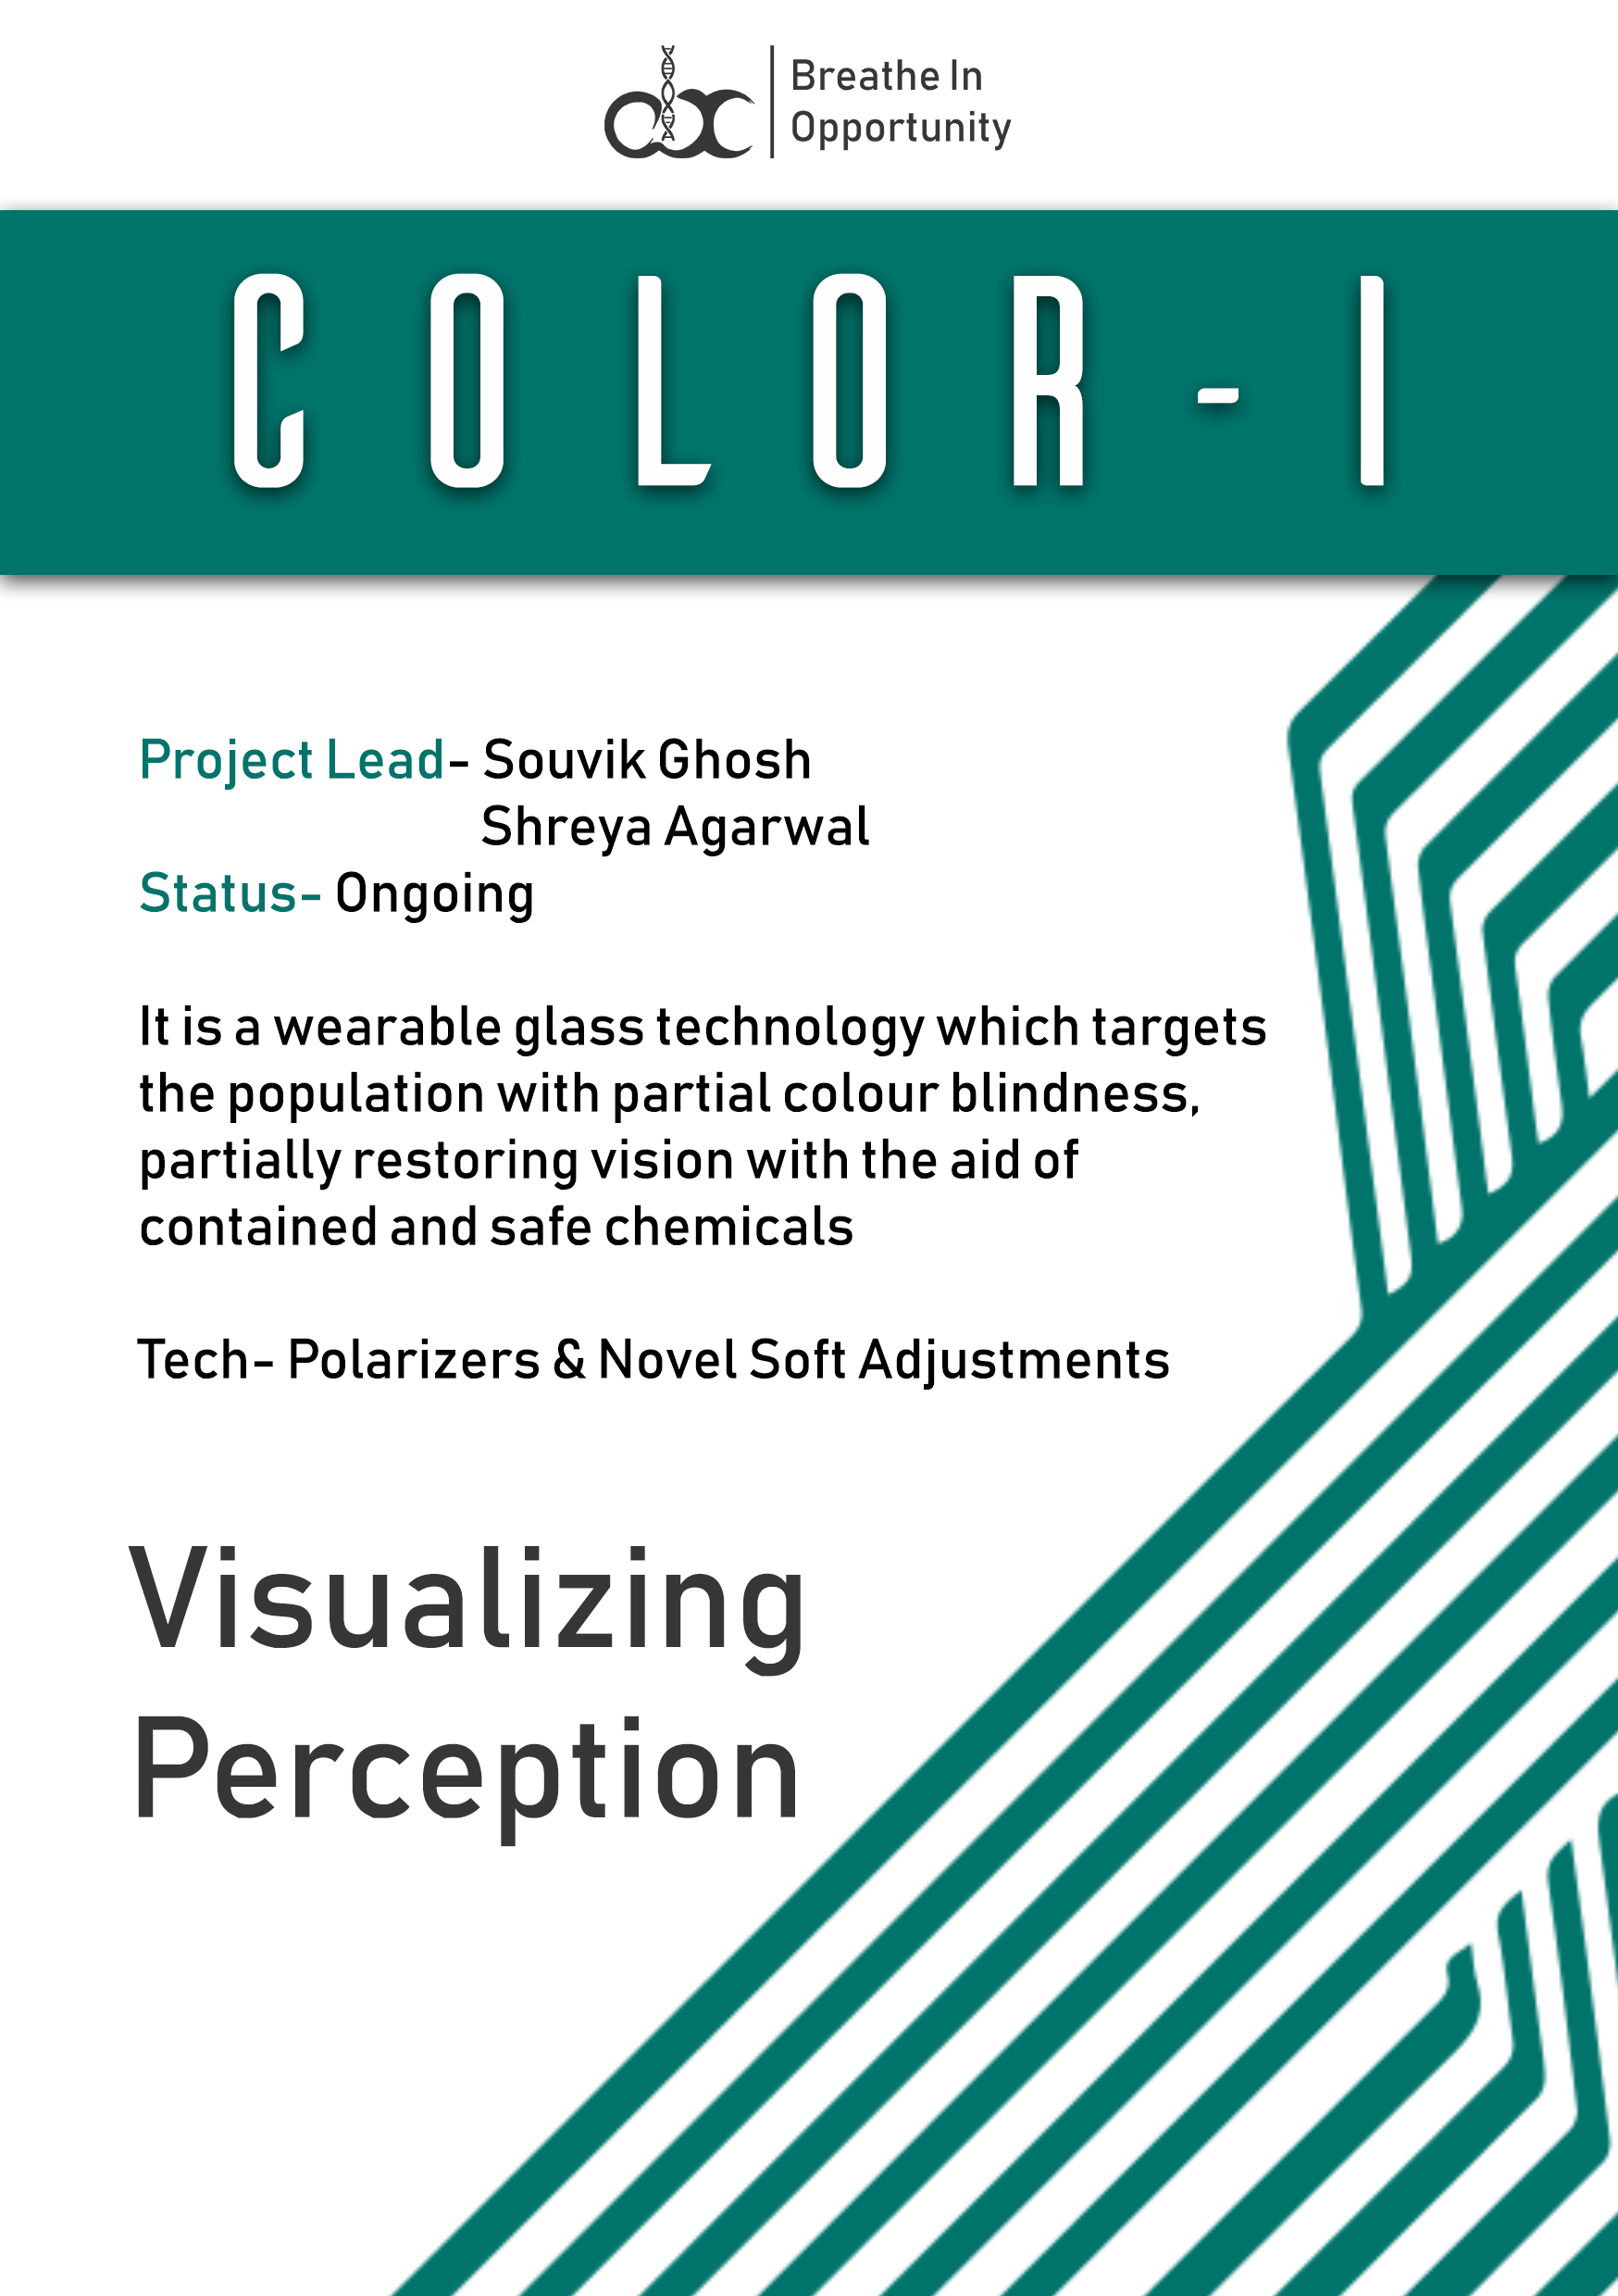 abc
Breathe In
Opportunity
COLOR-I
Project Lead- Souvik Ghosh
Shreya Agarwal
Status- Ongoing
It is a wearable glass technology which targets
the population with partial colour blindness,
partially restoring vision with the aid of
contained and safe chemicals
Tech- Polarizers & Novel Soft Adjustments
Visualizing
Perception